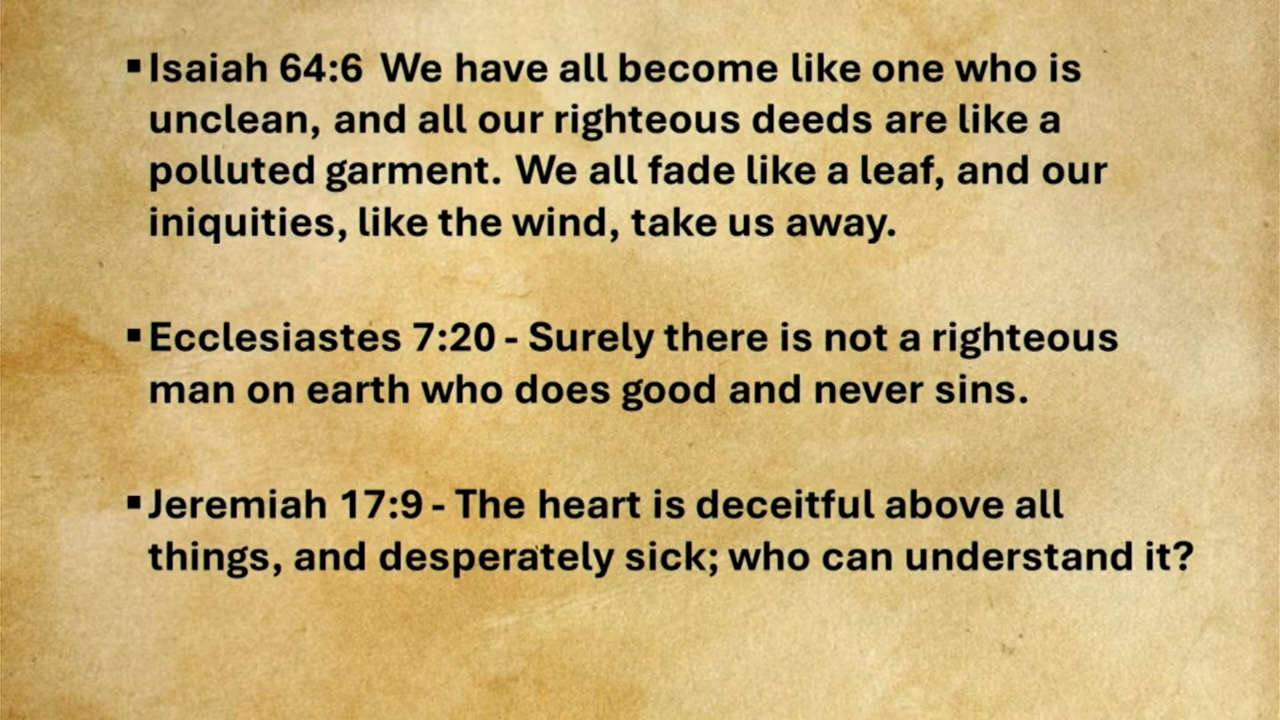 ▪Isaiah 64:6 We have all become like one who is
unclean, and all our righteous deeds are like a
polluted garment. We all fade like a leaf, and our
iniquities, like the wind, take us away.
▪Ecclesiastes 7:20 - Surely there is not a righteous
man on earth who does good and never sins.
▪Jeremiah 17:9 - The heart is deceitful above all
things, and desperately sick; who can understand it?